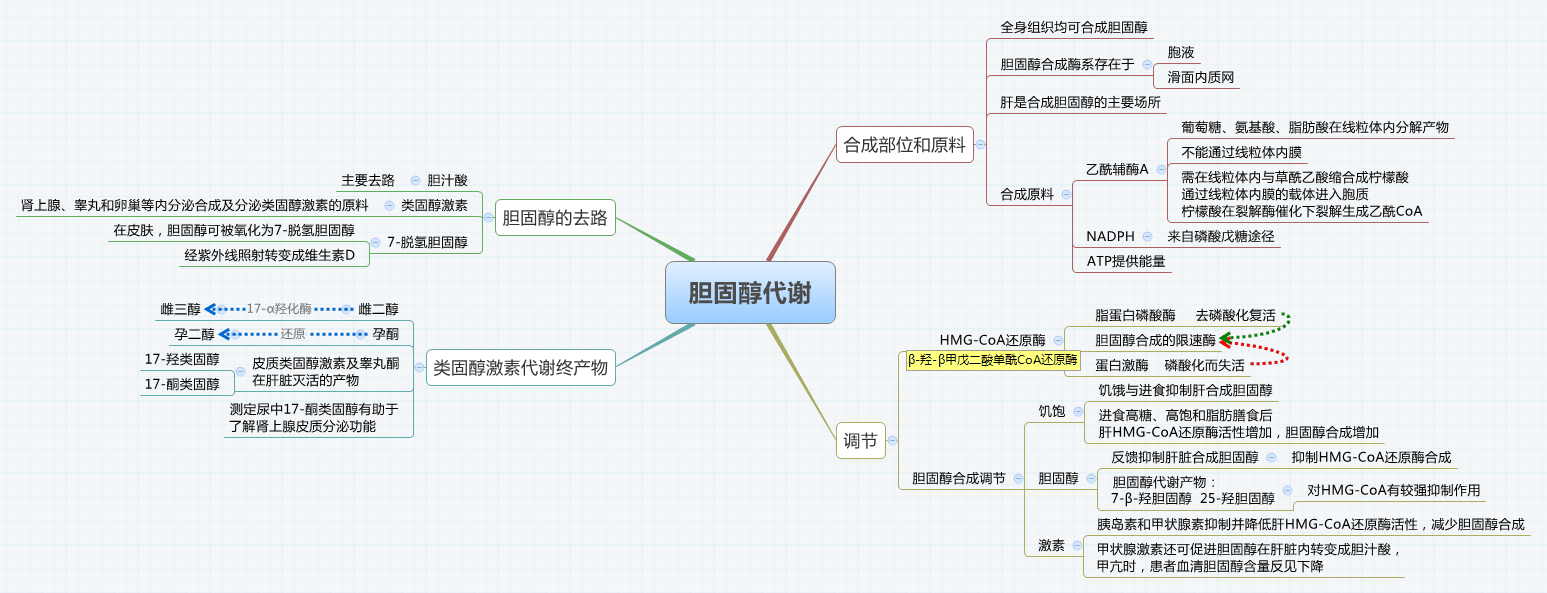 胆固醇代谢
合成部位和原料
全身组织均可合成胆固醇
胆固醇合成酶系存在于
胞液
滑面内质网
肝是合成胆固醇的主要场所
合成原料
乙酰辅酶A
葡萄糖、氨基酸、脂肪酸在线粒体内分解产物
不能通过线粒体内膜
需在线粒体内与草酰乙酸缩合成柠檬酸
通过线粒体内膜的载体进入胞质
柠檬酸在裂解酶催化下裂解生成乙酰CoA
NADPH
来自磷酸戊糖途径
ATP提供能量
调节
HMG-CoA还原酶
β-羟-β甲戊二酸单酰CoA还原酶
脂蛋白磷酸酶 去磷酸化复活
胆固醇合成的限速酶
蛋白激酶 磷酸化而失活
胆固醇合成调节
饥饱
饥饿与进食抑制肝合成胆固醇
进食高糖、高饱和脂肪膳食后
肝HMG-CoA还原酶活性增加，胆固醇合成增加
胆固醇
反馈抑制肝脏合成胆固醇
抑制HMG-CoA还原酶合成
胆固醇代谢产物：
7-β-羟胆固醇 25-羟胆固醇
对HMG-CoA有较强抑制作用
激素
胰岛素和甲状腺素抑制并降低肝HMG-CoA还原酶活性，减少胆固醇合成
甲状腺激素还可促进胆固醇在肝脏内转变成胆汁酸，
甲亢时，患者血清胆固醇含量反见下降
胆固醇的去路
主要去路 胆汁酸
肾上腺、睾丸和卵巢等内分泌合成及分泌类固醇激素的原料 类固醇激素
7-脱氢胆固醇
在皮肤，胆固醇可被氧化为7-脱氢胆固醇
经紫外线照射转变成维生素D
类固醇激素代谢终产物
雌三醇 17-α羟化酶 雌二醇
孕二醇 还原 孕酮
皮质类固醇激素及睾丸酮
在肝脏灭活的产物
17-羟类固醇
17-酮类固醇
测定尿中17-酮类固醇有助于
了解肾上腺皮质分泌功能